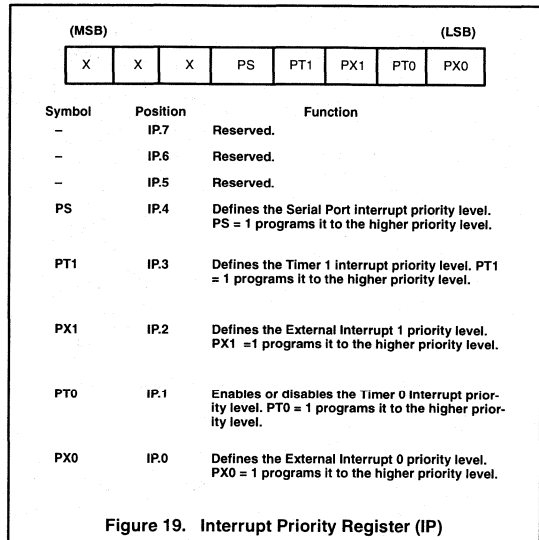 (MSB) (LSB)
X X X PS PT1 PX1 PT0 PX0
Symbol Position Function
– IP.7 Reserved.
– IP.6 Reserved.
– IP.5 Reserved.
PS IP.4 Defines the Serial Port interrupt priority level.
PS = 1 programs it to the higher priority level.
PT1 IP.3 Defines the Timer 1 interrupt priority level. PT1
= 1 programs it to the higher priority level.
PX1 IP.2 Defines the External Interrupt 1 priority level.
PX1 =1 programs it to the higher priority level.
PT0 IP.1 Enables or disables the Timer 0 Interrupt prior-
ity level. PT0 = 1 programs it to the higher prior-
ity level.
PX0 IP.0 Defines the External Interrupt 0 priority level.
PX0 = 1 programs it to the higher priority level.
Figure 19. Interrupt Priority Register (IP)